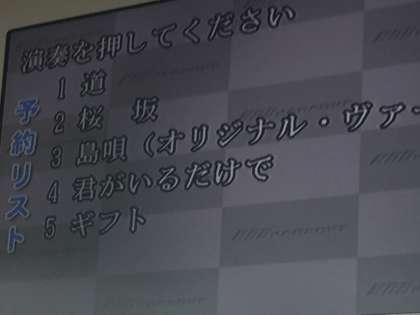 演奏を押してください
予約リスト
1 道
2 桜 坂
3 島唄（オリジナル・ヴァー
4 君がいるだけで
5 ギフト